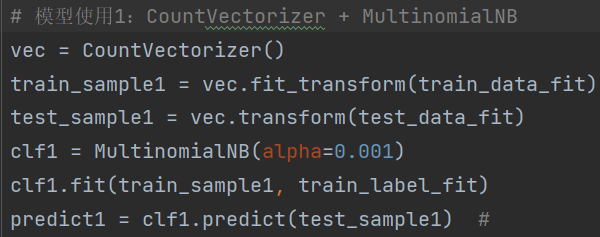 # 模型使用1：CountVectorizer + MultinomialNB
vec = CountVectorizer()
train_sample1 = vec.fit_transform(train_data_fit)
test_sample1 = vec.transform(test_data_fit)
clf1 = MultinomialNB(alpha=0.001)
clf1.fit(train_sample1, train_label_fit)
predict1 = clf1.predict(test_sample1)  #